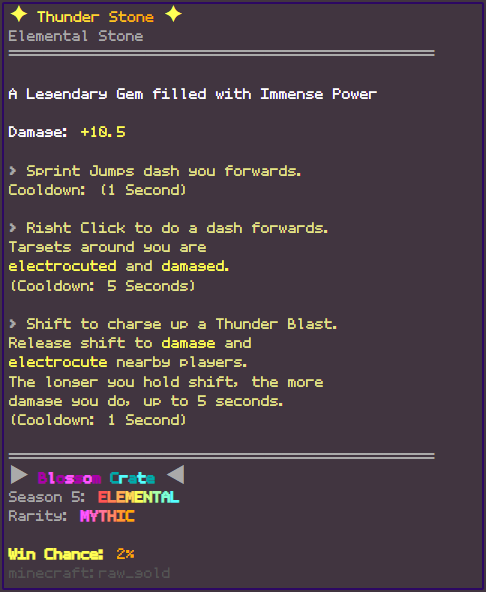 ✦ Thunder Stone ✦
Elemental Stone
A Legendary Gem filled with Immense Power
Damage: +10.5
> Sprint Jumps dash you forwards.
Cooldown: (1 Second)
> Right Click to do a dash forwards.
Targets around you are
electrocuted and damaged.
(Cooldown: 5 Seconds)
> Shift to charge up a Thunder Blast.
Release shift to damage and
electrocute nearby players.
The longer you hold shift, the more
damage you do, up to 5 seconds.
(Cooldown: 1 Second)
▶ Blossom Crate ◀
Season 5: ELEMENTAL
Rarity: MYTHIC
Win Chance: 2%
minecraft:raw_gold